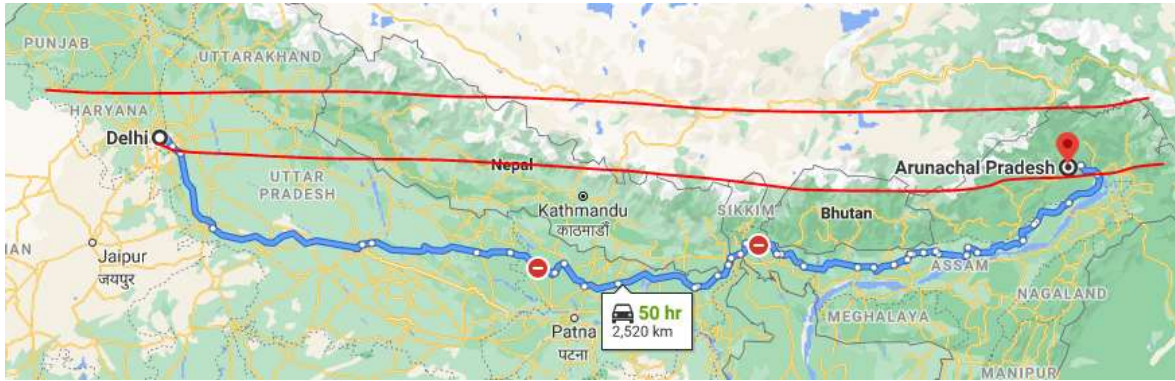 PUNJAB
UTTARAKHAND
HARYANA
Delhi
UTTAR
PRADESH
Nepal
Arunachal Pradesh
Kathmandu
काठमाडौं
SIKKIM
Bhutan
Jaipur
जयपुर
ASSAM
NAGALAND
50 hr
2,520 km
MEGHALAYA
Patna
पटना
MANIPUR